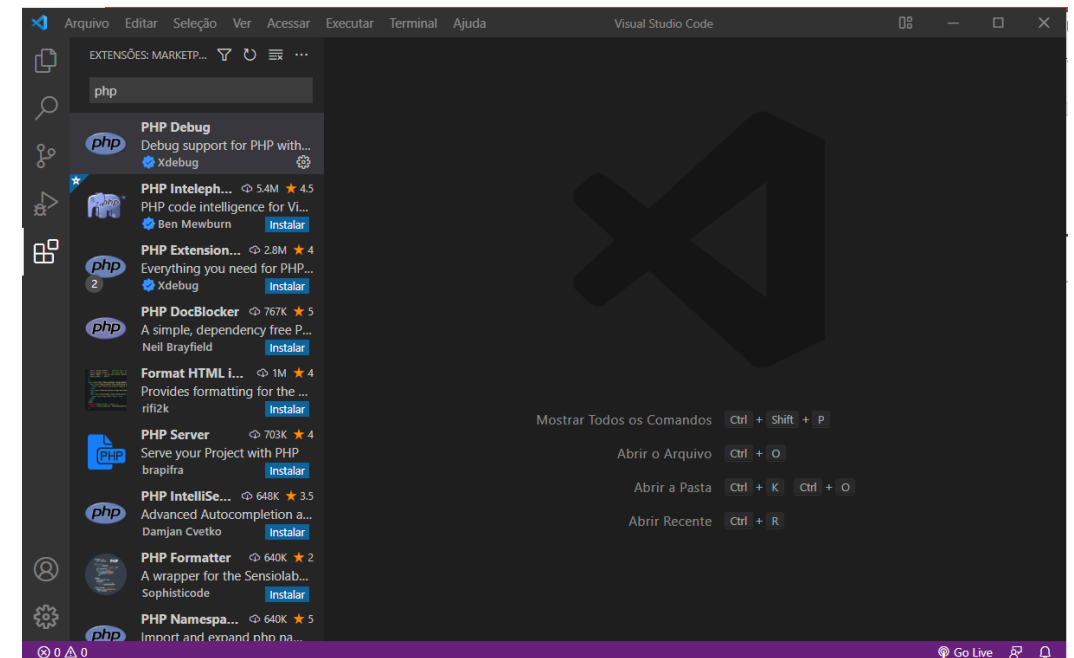 Arquivo Editar Seleção Ver Acessar Executar Terminal Ajuda Visual Studio Code
EXTENSÕES: MARKETP...
php
PHP Debug
Debug support for PHP with...
Xdebug
PHP Inteleph... 5.4M 4.5
PHP code intelligence for Vi...
Ben Mewburn Instalar
PHP Extension... 2.8M 4
Everything you need for PHP...
2 Xdebug Instalar
PHP DocBlocker 767K 5
A simple, dependency free P...
Neil Brayfield Instalar
Format HTML i... 1M 4
Provides formatting for the ...
rifi2k Instalar
PHP Server 703K 4
Serve your Project with PHP
brapifra Instalar
PHP IntelliSe... 648K 3.5
Advanced Autocompletion a...
Damjan Cvetko Instalar
PHP Formatter 640K 2
A wrapper for the Sensiolab...
Sophisticode Instalar
PHP Namespa... 640K 5
Import and expand php na...
Mostrar Todos os Comandos Ctrl + Shift + P
Abrir o Arquivo Ctrl + O
Abrir a Pasta Ctrl + K Ctrl + O
Abrir Recente Ctrl + R
0 0 Go Live